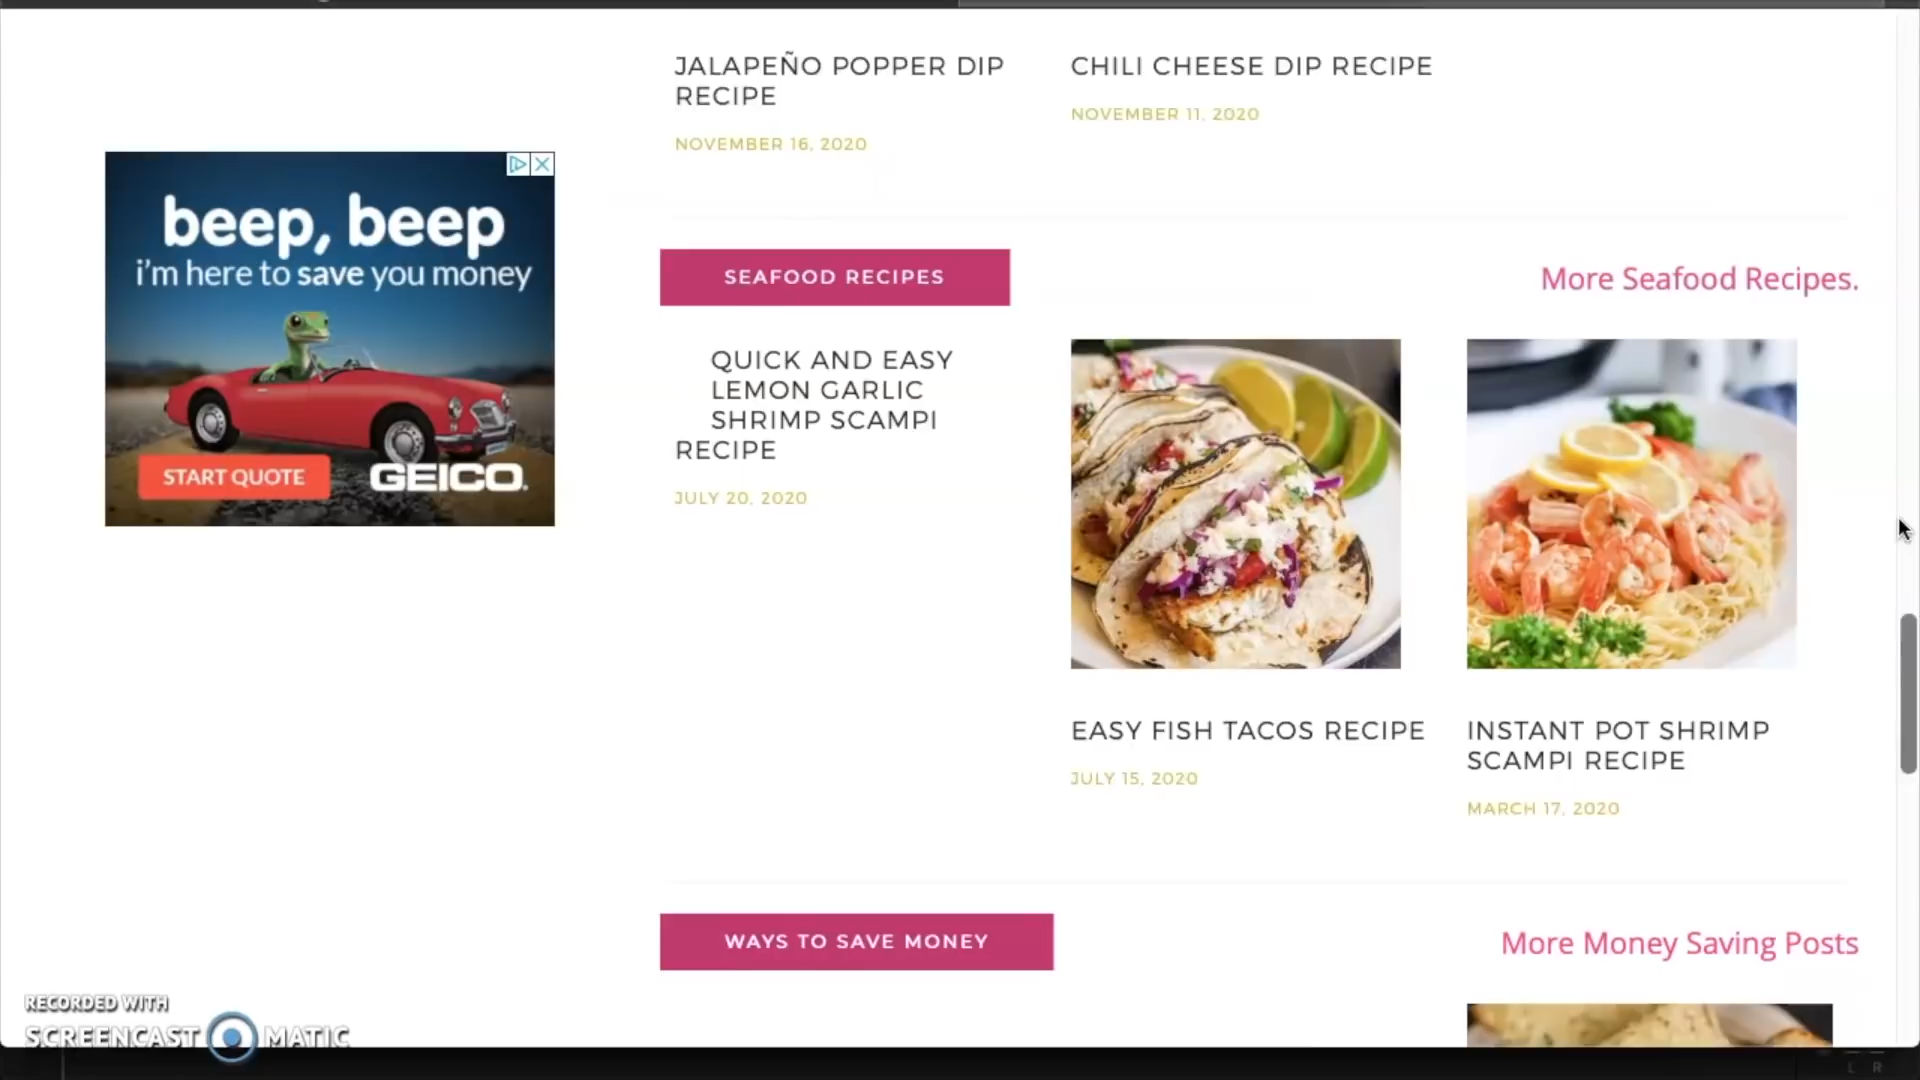 JALAPEÑO POPPER DIP
RECIPE
NOVEMBER 16, 2020
CHILI CHEESE DIP RECIPE
NOVEMBER 11, 2020
beep, beep
i'm here to save you money
START QUOTE
GEICO.
SEAFOOD RECIPES
More Seafood Recipes.
QUICK AND EASY
LEMON GARLIC
SHRIMP SCAMPI
RECIPE
JULY 20, 2020
EASY FISH TACOS RECIPE
JULY 15, 2020
INSTANT POT SHRIMP
SCAMPI RECIPE
MARCH 17, 2020
WAYS TO SAVE MONEY
More Money Saving Posts
RECORDED WITH
SCREENCAST MATIC
L R